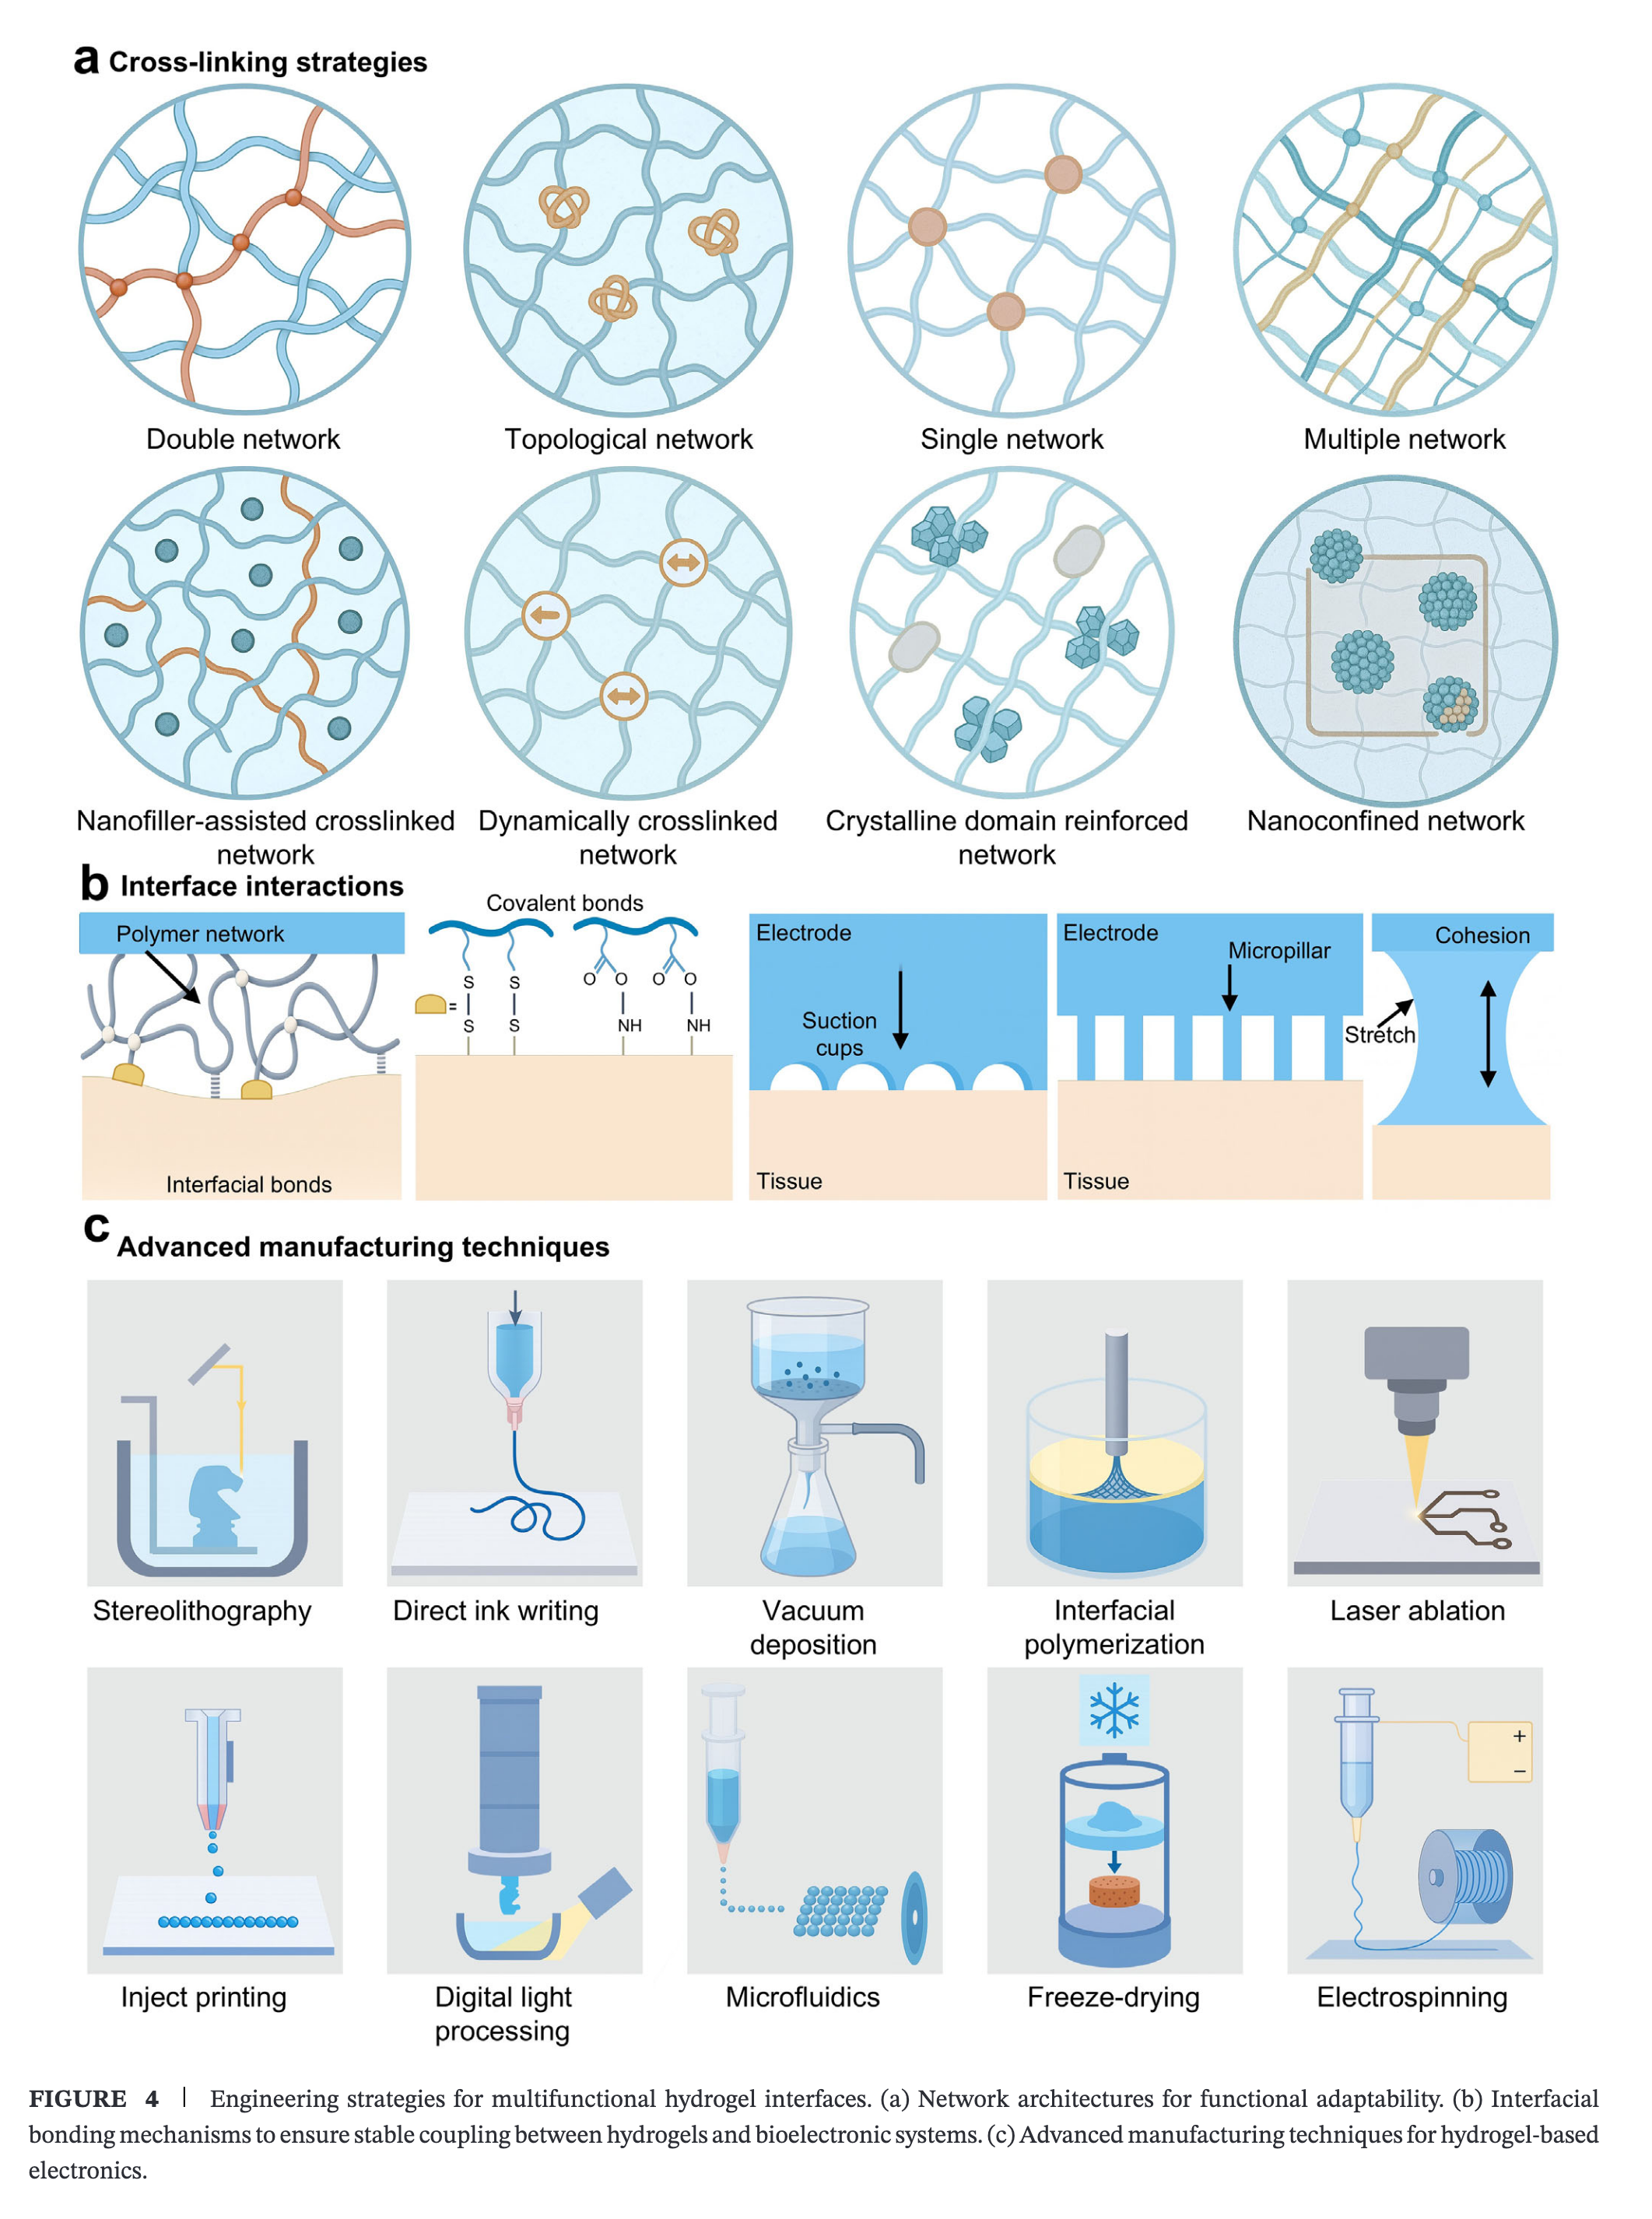 a Cross-linking strategies
Double network
Topological network
Single network
Multiple network
Nanofiller-assisted crosslinked
network
Dynamically crosslinked
network
Crystalline domain reinforced
network
Nanoconfined network
b Interface interactions
Polymer network
Interfacial bonds
Covalent bonds
S S O O O O
=
S S NH NH
Electrode
Suction
cups
Tissue
Electrode
Micropillar
Tissue
Cohesion
Stretch
c Advanced manufacturing techniques
Stereolithography
Direct ink writing
Vacuum
deposition
Interfacial
polymerization
Laser ablation
+
−
Inject printing
Digital light
processing
Microfluidics
Freeze-drying
Electrospinning
FIGURE 4 | Engineering strategies for multifunctional hydrogel interfaces. (a) Network architectures for functional adaptability. (b) Interfacial
bonding mechanisms to ensure stable coupling between hydrogels and bioelectronic systems. (c) Advanced manufacturing techniques for hydrogel-based
electronics.